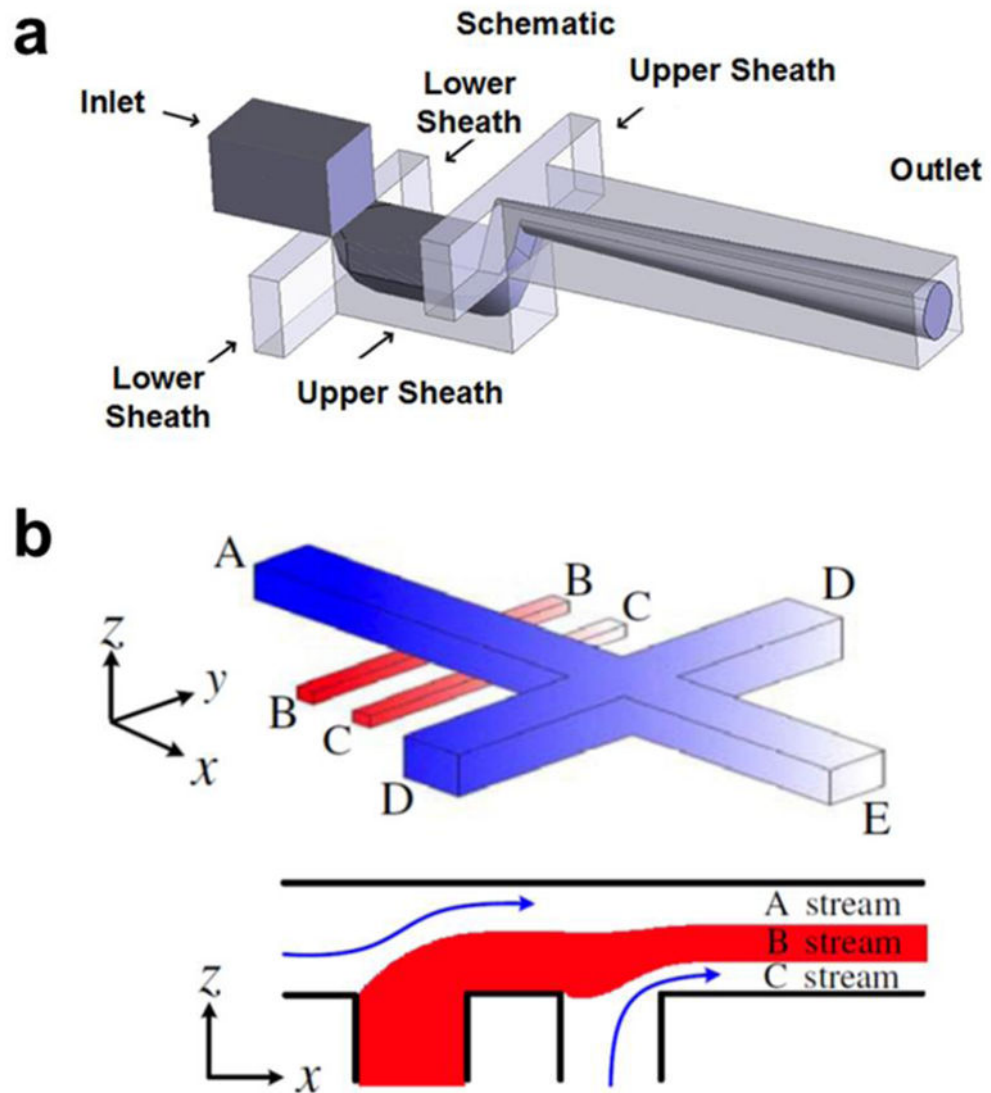 a
Schematic
Inlet
Lower
Sheath
Upper Sheath
Outlet
Lower
Sheath
Upper Sheath
b
A
B
C
D
z
y
x
B
C
D
E
A stream
B stream
C stream
z
x